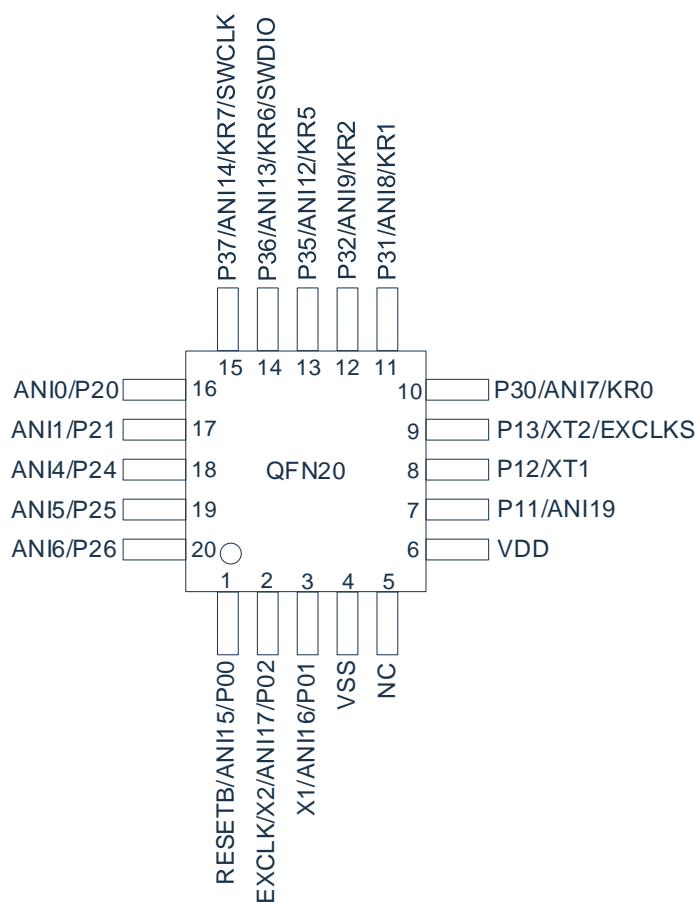 P37/ANI14/KR7/SWCLK
P36/ANI13/KR6/SWDIO
P35/ANI12/KR5
P32/ANI9/KR2
P31/ANI8/KR1
15 14 13 12 11
ANI0/P20 16
10 P30/ANI7/KR0
ANI1/P21 17
9 P13/XT2/EXCLKS
ANI4/P24 18
QFN20
8 P12/XT1
ANI5/P25 19
7 P11/ANI19
ANI6/P26 20
6 VDD
1 2 3 4 5
RESETB/ANI15/P00
EXCLK/X2/ANI17/P02
X1/ANI16/P01
VSS
NC